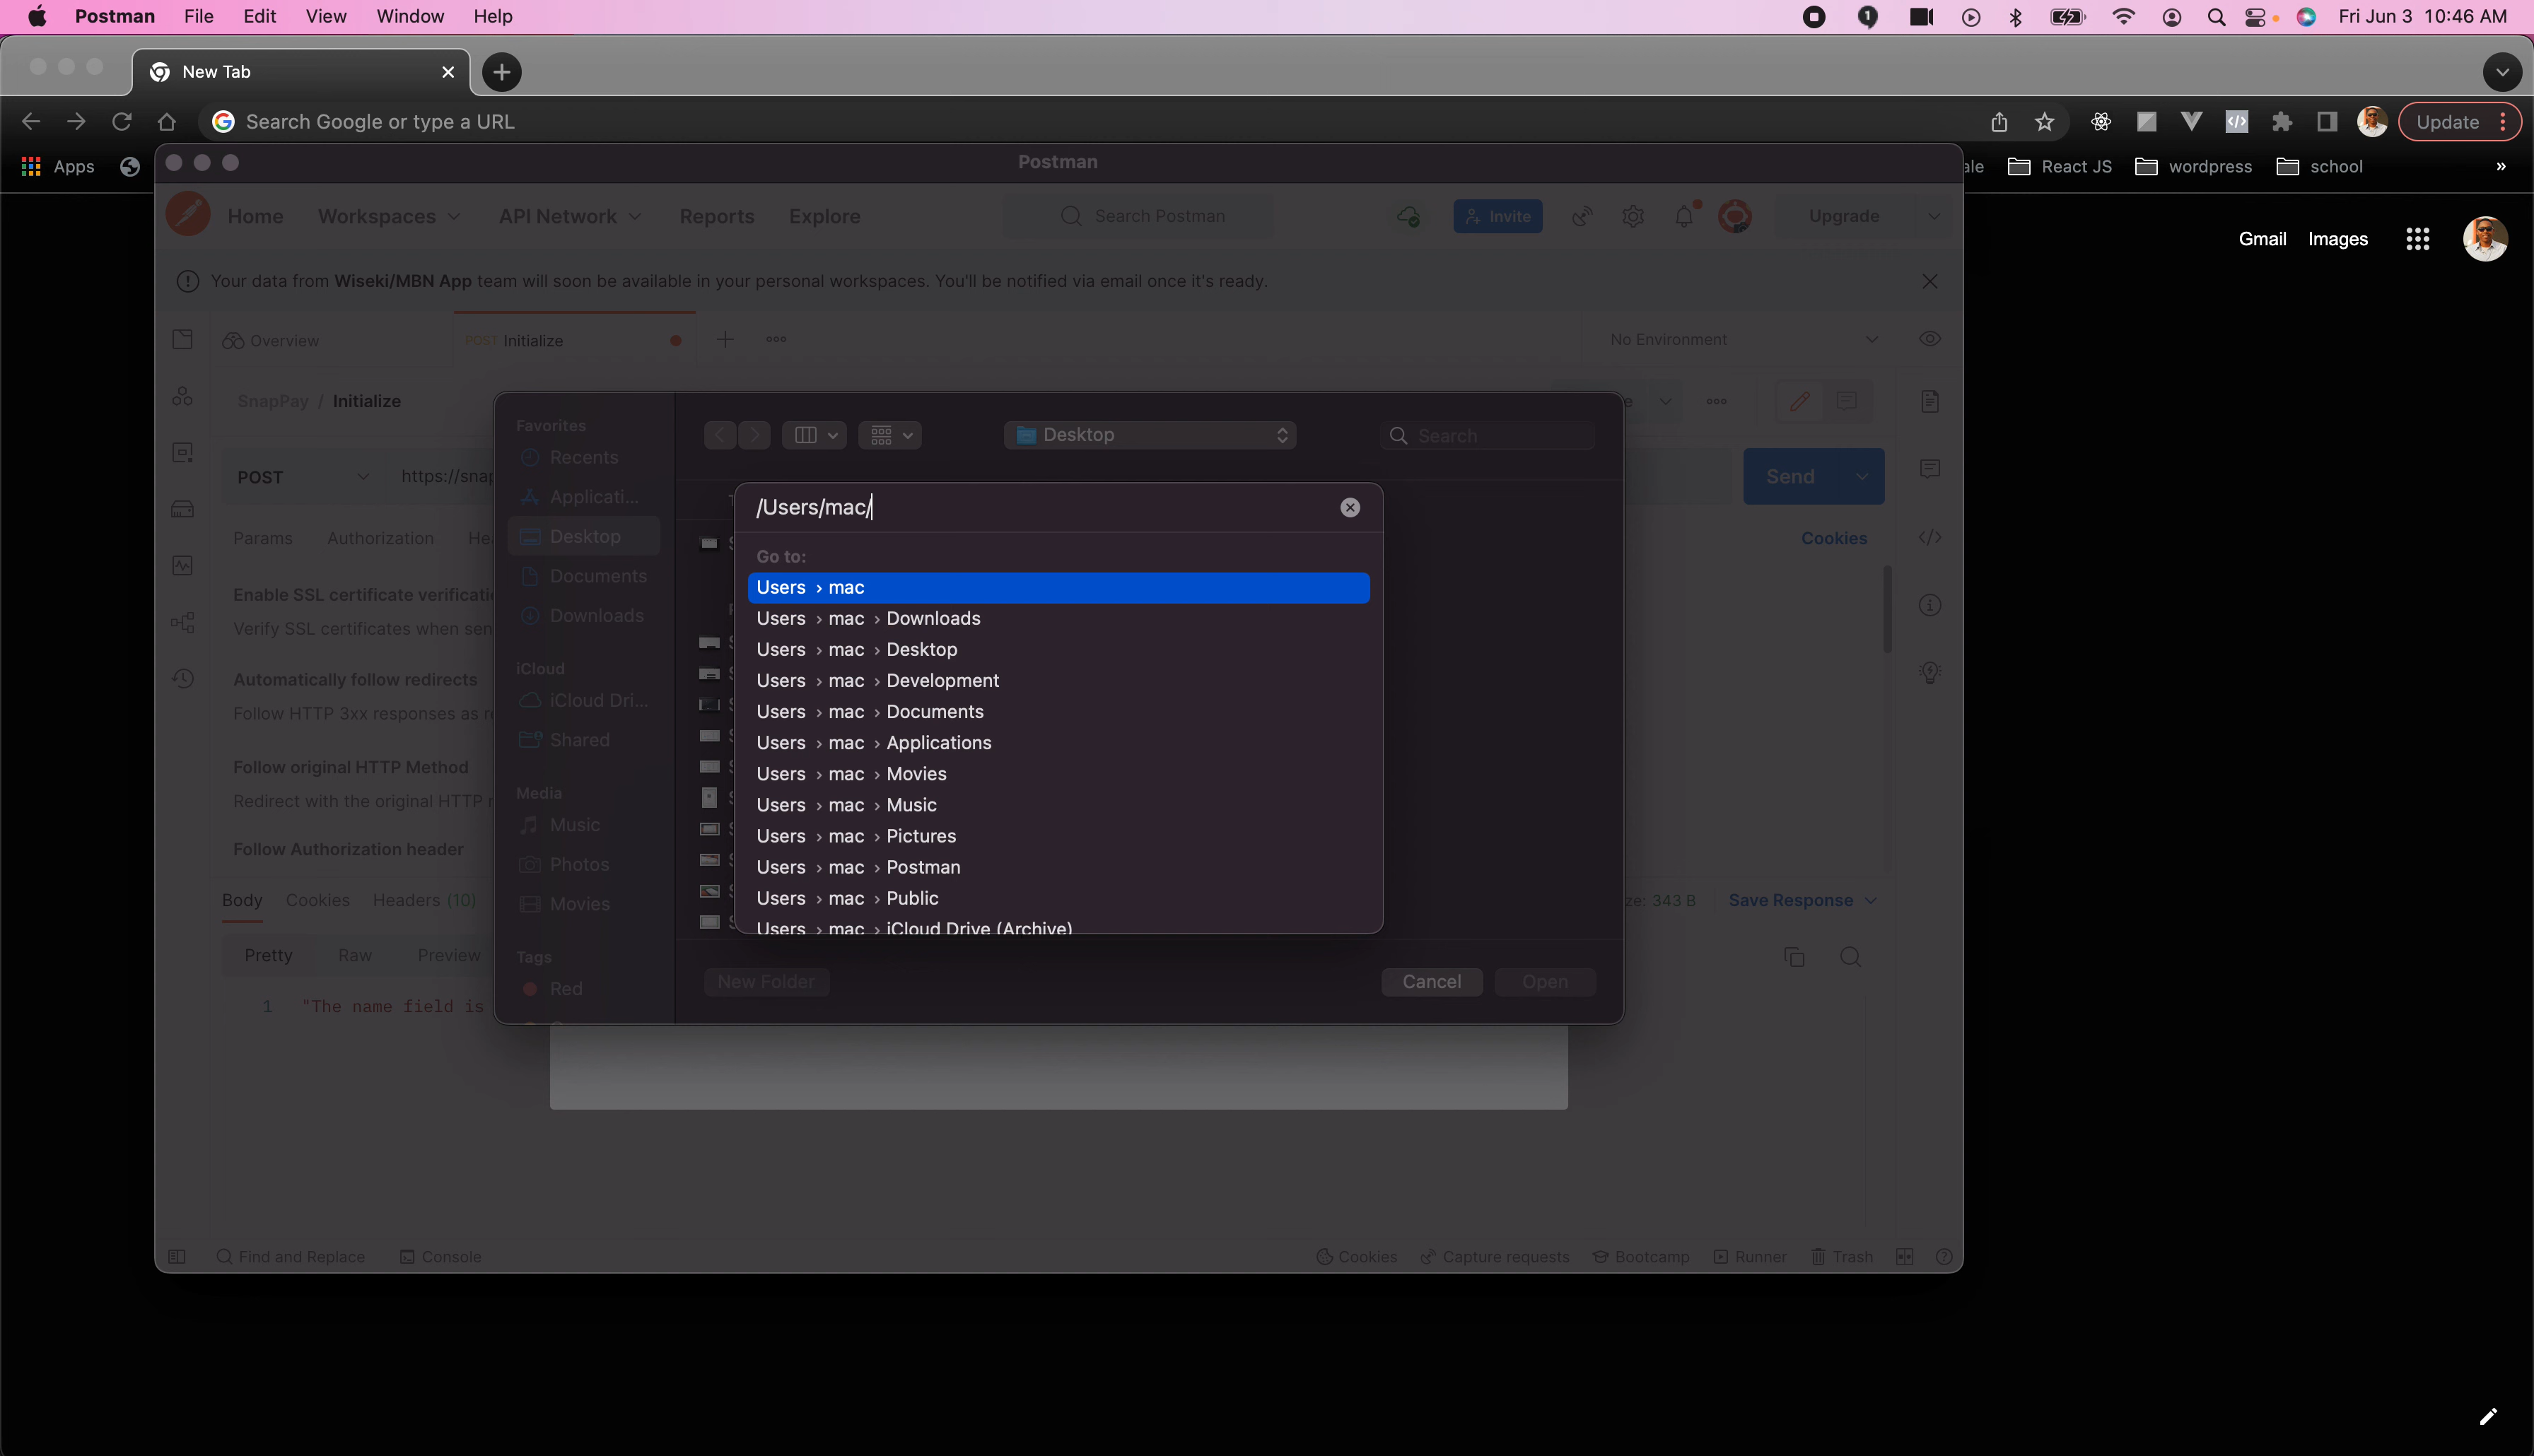 Postman File Edit View Window Help
Fri Jun 3 10:46 AM
New Tab
Search Google or type a URL
Update
Apps
React JS
wordpress
school
Postman
Home Workspaces API Network Reports Explore
Search Postman
Invite
Upgrade
Gmail Images
Your data from Wiseki/MBN App team will soon be available in your personal workspaces. You'll be notified via email once it's ready.
Overview
POST Initialize
No Environment
SnapPay / Initialize
Favorites
Desktop
Search
Recents
POST
https://snap
Send
Applicati...
/Users/mac/
Params Authorization
Desktop
Cookies
Go to:
Documents
Users › mac
Enable SSL certificate verificati
Downloads
Users › mac › Downloads
Verify SSL certificates when sen
Users › mac › Desktop
iCloud
Automatically follow redirects
Users › mac › Development
iCloud Dri...
Follow HTTP 3xx responses as r
Users › mac › Documents
Shared
Users › mac › Applications
Follow original HTTP Method
Users › mac › Movies
Media
Redirect with the original HTTP
Users › mac › Music
Music
Follow Authorization header
Users › mac › Pictures
Photos
Users › mac › Postman
Body Cookies Headers (10)
Movies
Users › mac › Public
343 B
Save Response
Users › mac › iCloud Drive (Archive)
Pretty Raw Preview
Tags
New Folder
Cancel
Open
Red
1 "The name field is
Find and Replace
Console
Cookies
Capture requests
Bootcamp
Runner
Trash